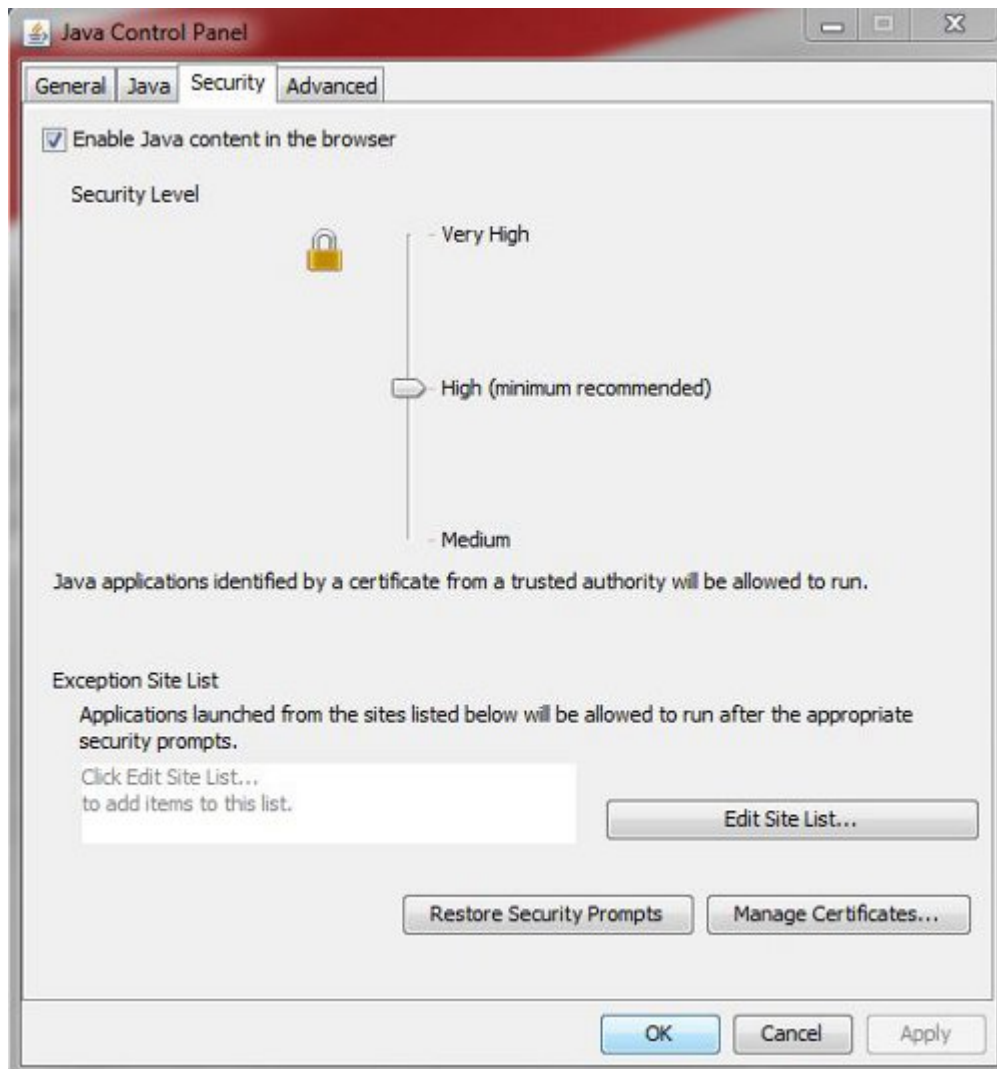 Java Control Panel
General Java Security Advanced
Enable Java content in the browser
Security Level
Very High
High (minimum recommended)
Medium
Java applications identified by a certificate from a trusted authority will be allowed to run.
Exception Site List
Applications launched from the sites listed below will be allowed to run after the appropriate
security prompts.
Click Edit Site List...
to add items to this list.
Edit Site List...
Restore Security Prompts Manage Certificates...
OK Cancel Apply